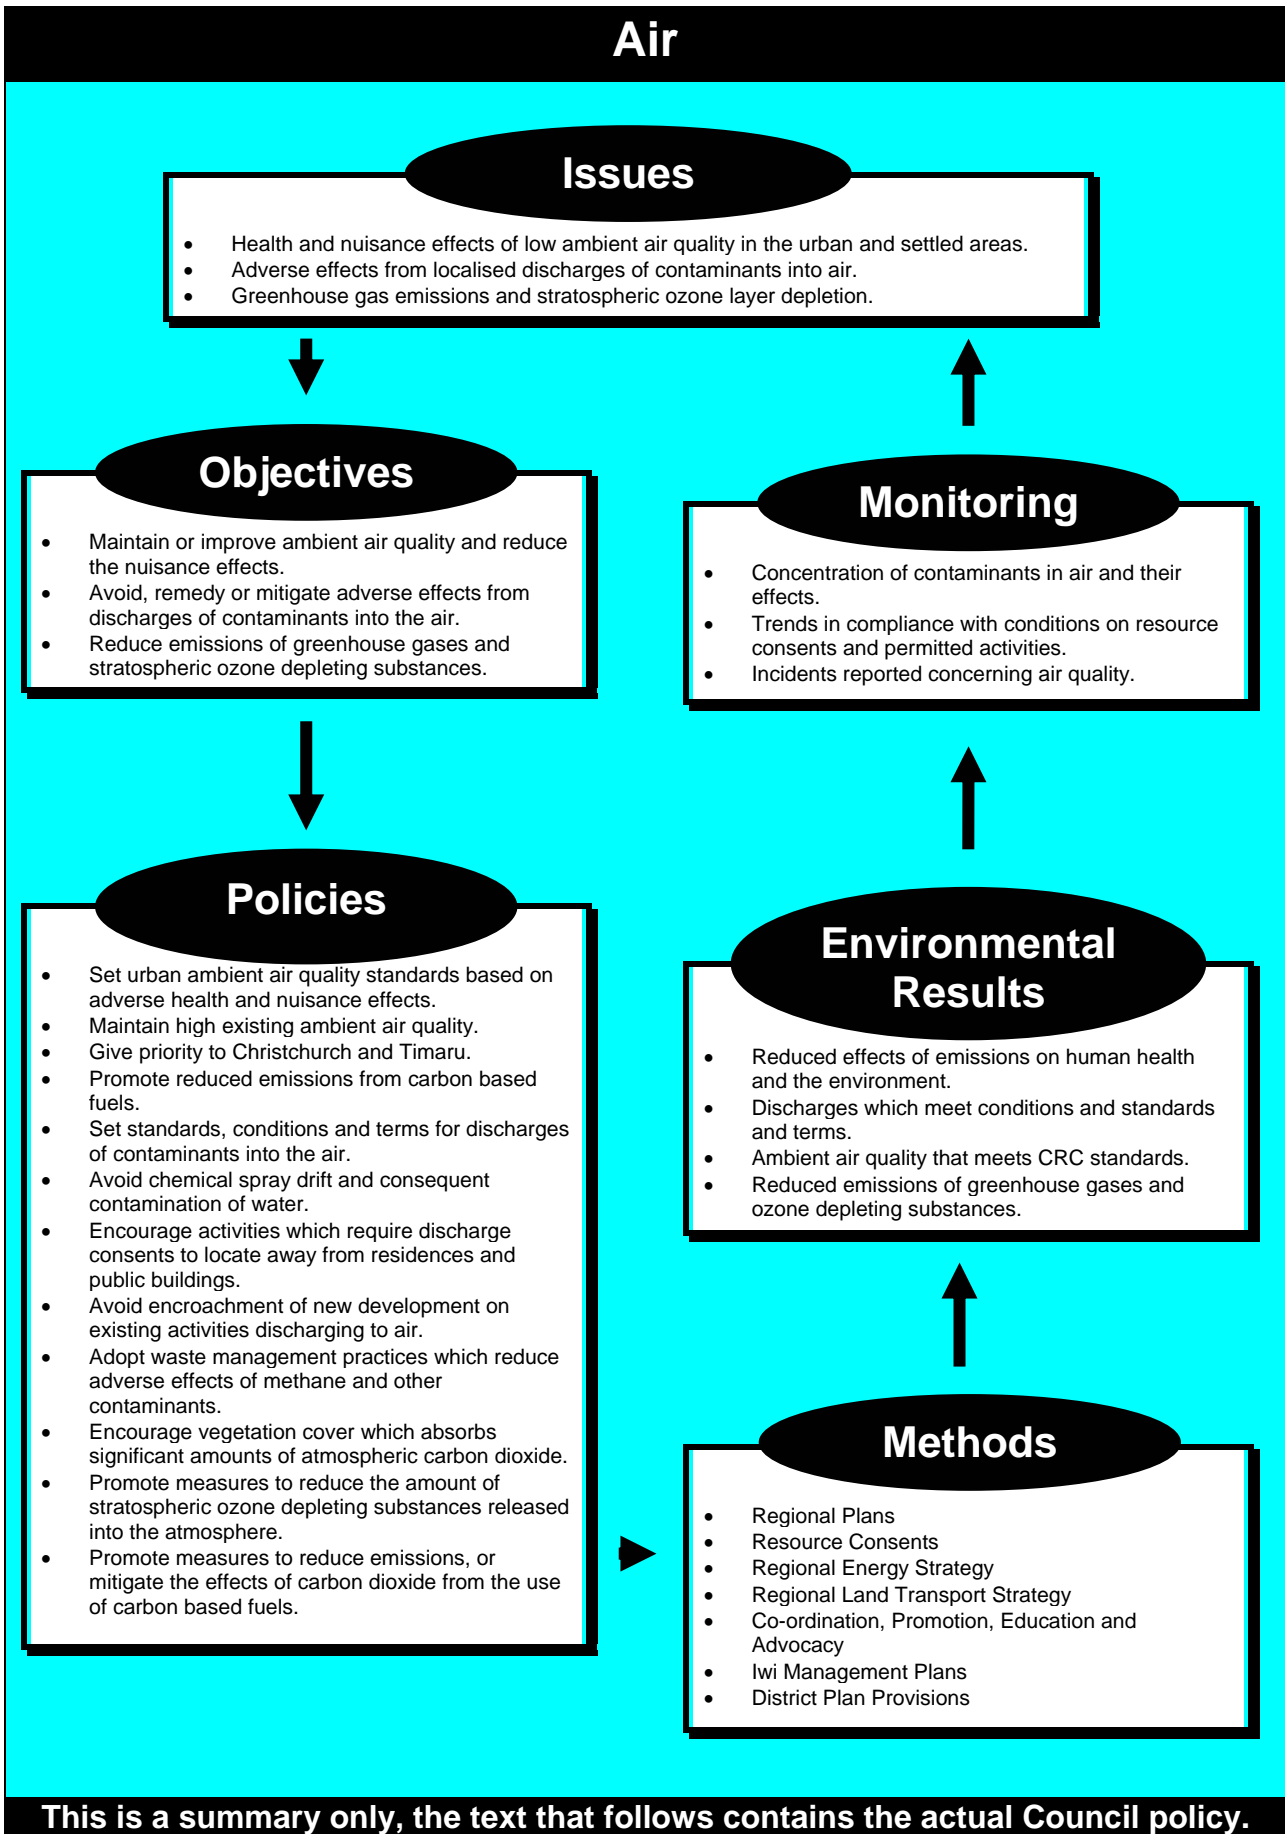 Air
Issues
• Health and nuisance effects of low ambient air quality in the urban and settled areas.
• Adverse effects from localised discharges of contaminants into air.
• Greenhouse gas emissions and stratospheric ozone layer depletion.
Objectives
• Maintain or improve ambient air quality and reduce
the nuisance effects.
• Avoid, remedy or mitigate adverse effects from
discharges of contaminants into the air.
• Reduce emissions of greenhouse gases and
stratospheric ozone depleting substances.
Policies
• Set urban ambient air quality standards based on
adverse health and nuisance effects.
• Maintain high existing ambient air quality.
• Give priority to Christchurch and Timaru.
• Promote reduced emissions from carbon based
fuels.
• Set standards, conditions and terms for discharges
of contaminants into the air.
• Avoid chemical spray drift and consequent
contamination of water.
• Encourage activities which require discharge
consents to locate away from residences and
public buildings.
• Avoid encroachment of new development on
existing activities discharging to air.
• Adopt waste management practices which reduce
adverse effects of methane and other
contaminants.
• Encourage vegetation cover which absorbs
significant amounts of atmospheric carbon dioxide.
• Promote measures to reduce the amount of
stratospheric ozone depleting substances released
into the atmosphere.
• Promote measures to reduce emissions, or
mitigate the effects of carbon dioxide from the use
of carbon based fuels.
Methods
• Regional Plans
• Resource Consents
• Regional Energy Strategy
• Regional Land Transport Strategy
• Co-ordination, Promotion, Education and
Advocacy
• Iwi Management Plans
• District Plan Provisions
Environmental
Results
• Reduced effects of emissions on human health
and the environment.
• Discharges which meet conditions and standards
and terms.
• Ambient air quality that meets CRC standards.
• Reduced emissions of greenhouse gases and
ozone depleting substances.
Monitoring
• Concentration of contaminants in air and their
effects.
• Trends in compliance with conditions on resource
consents and permitted activities.
• Incidents reported concerning air quality.
This is a summary only, the text that follows contains the actual Council policy.